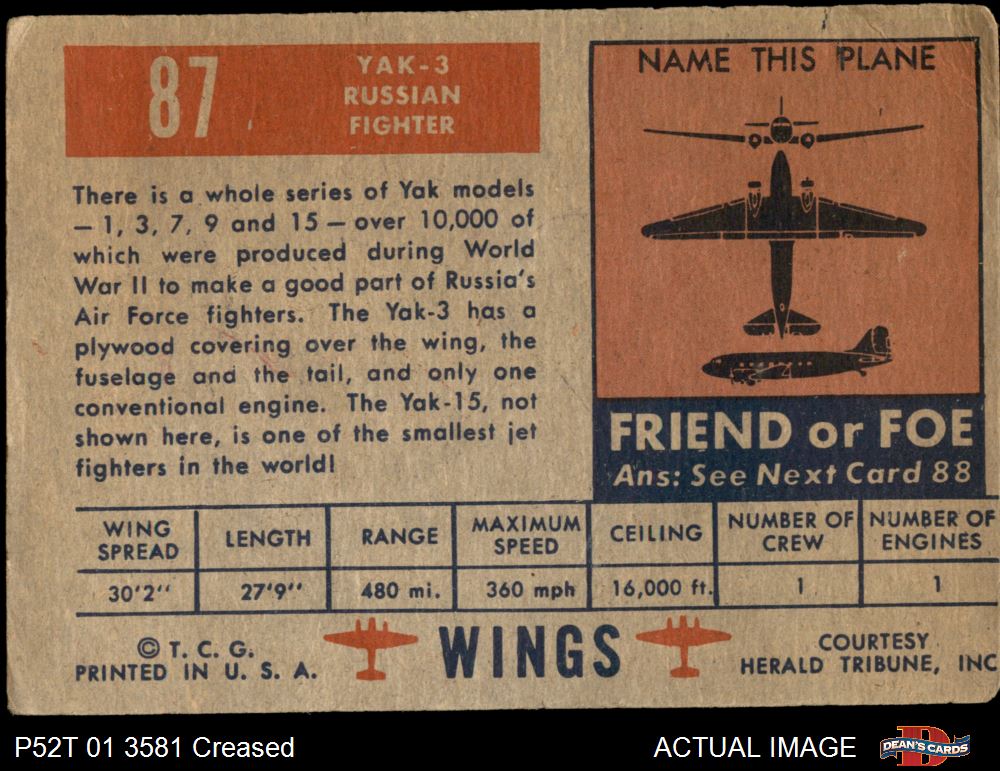 87
YAK-3
RUSSIAN
FIGHTER
There is a whole series of Yak models
— 1, 3, 7, 9 and 15 — over 10,000 of
which were produced during World
War II to make a good part of Russia's
Air Force fighters. The Yak-3 has a
plywood covering over the wing, the
fuselage and the tail, and only one
conventional engine. The Yak-15, not
shown here, is one of the smallest jet
fighters in the world!
NAME THIS PLANE
FRIEND or FOE
Ans: See Next Card 88
WING SPREAD
LENGTH
RANGE
MAXIMUM SPEED
CEILING
NUMBER OF CREW
NUMBER OF ENGINES
30'2''
27'9''
480 mi.
360 mph
16,000 ft.
1
1
© T. C. G.
PRINTED IN U. S. A.
WINGS
COURTESY
HERALD TRIBUNE, INC
P52T 01 3581 Creased
ACTUAL IMAGE
DEAN'S CARDS